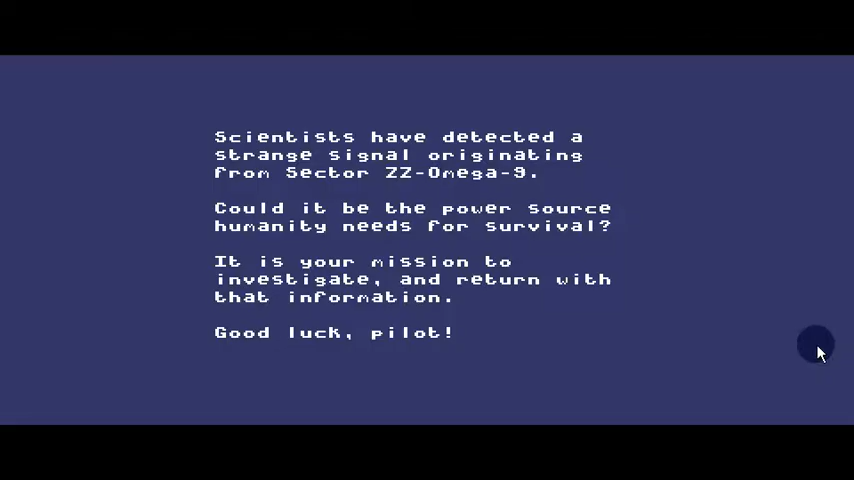 Scientists have detected a
strange signal originating
from Sector ZZ-Omega-9.
Could it be the power source
humanity needs for survival?
It is your mission to
investigate, and return with
that information.
Good luck, pilot!